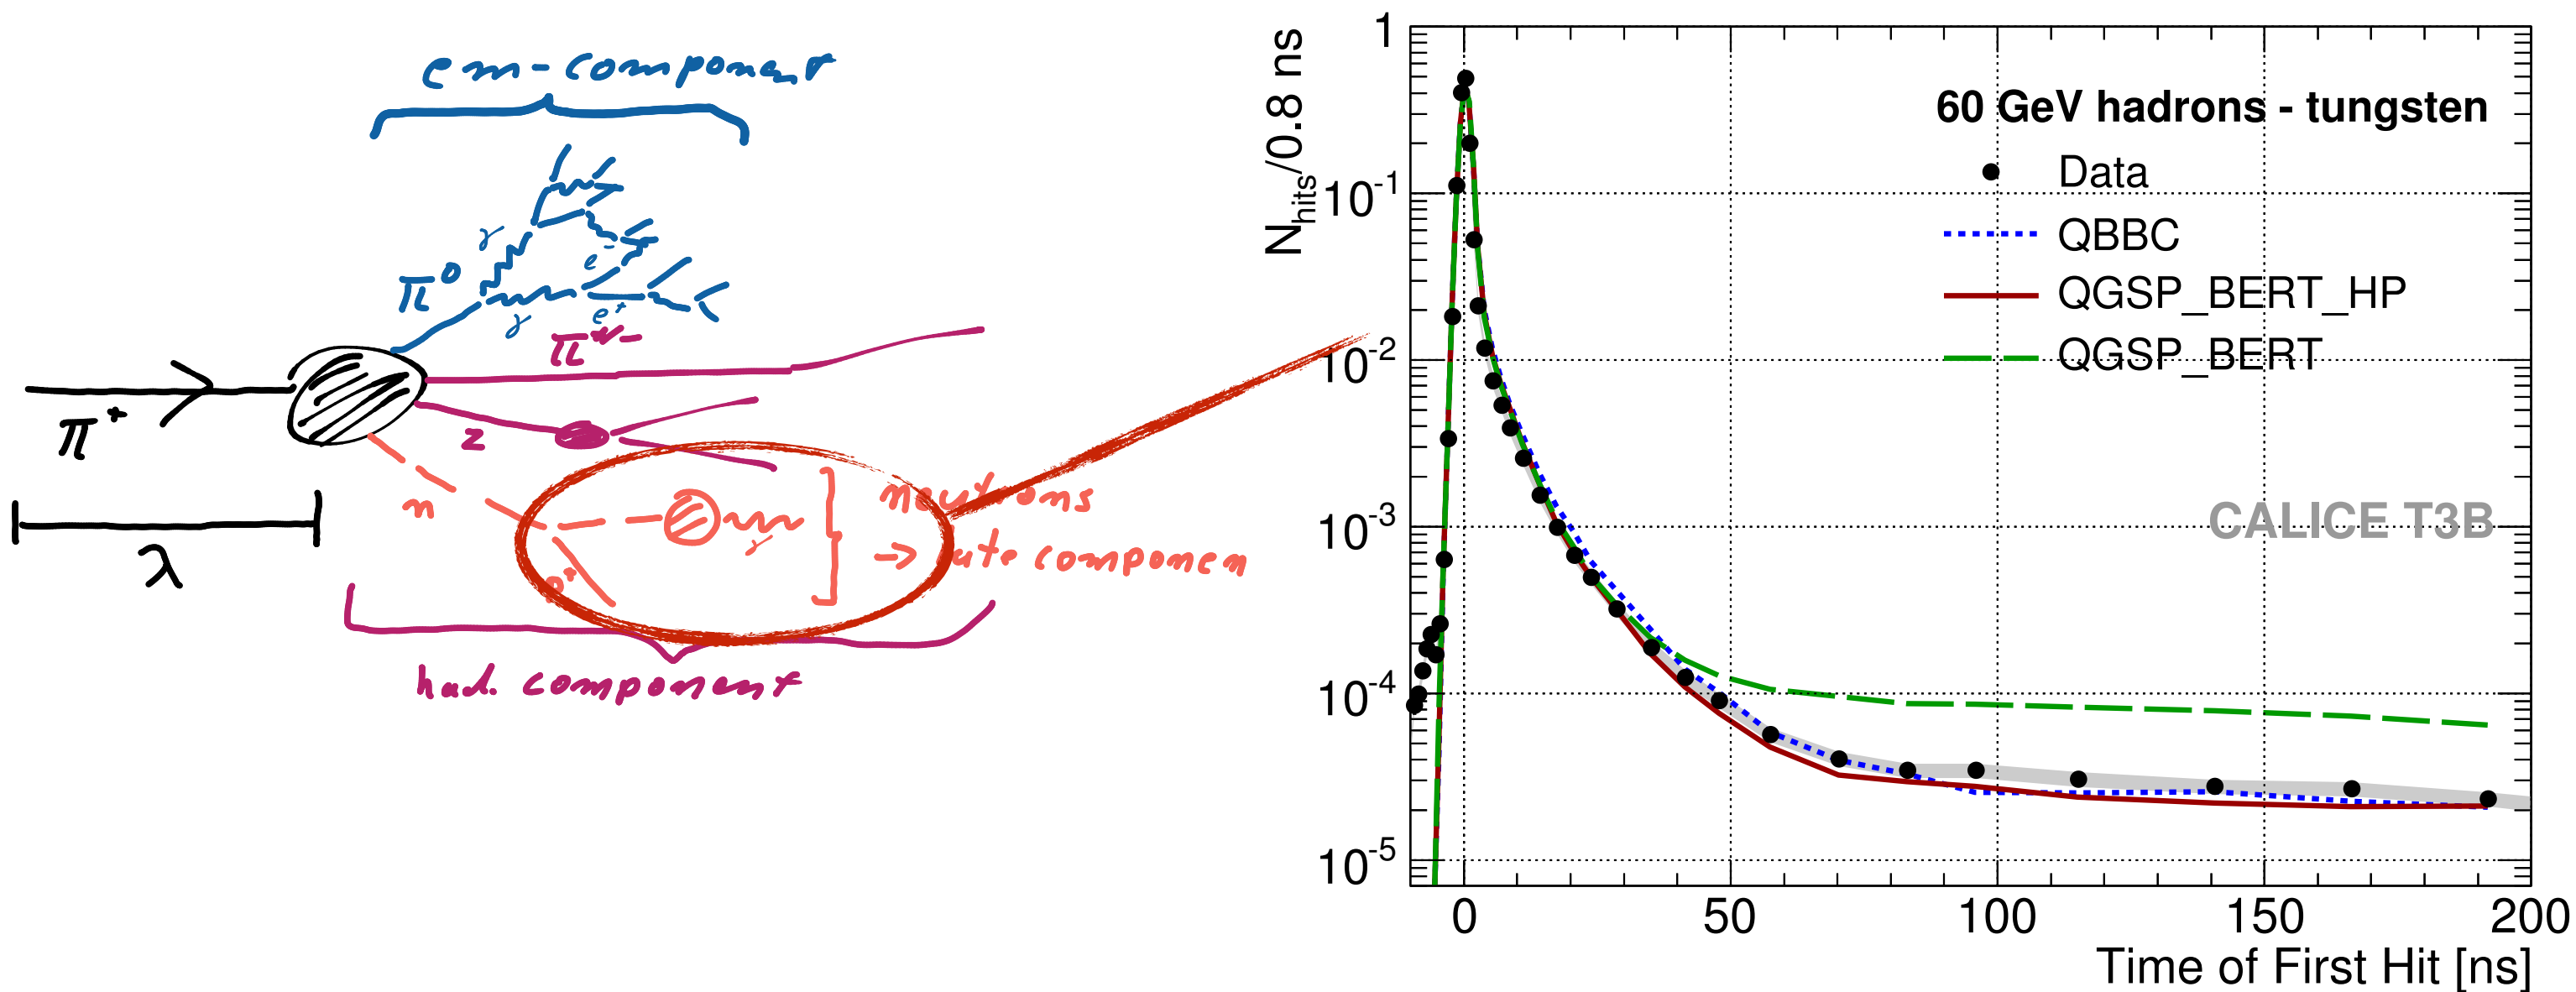 em-component
γ
e⁻
π⁰
γ
e⁺
π⁺/⁻
π⁺
n
γ
neutrons
→ late componen
λ
had. component
N_hits/0.8 ns
1
10⁻¹
10⁻²
10⁻³
10⁻⁴
10⁻⁵
60 GeV hadrons - tungsten
Data
QBBC
QGSP_BERT_HP
QGSP_BERT
CALICE T3B
0 50 100 150 200
Time of First Hit [ns]